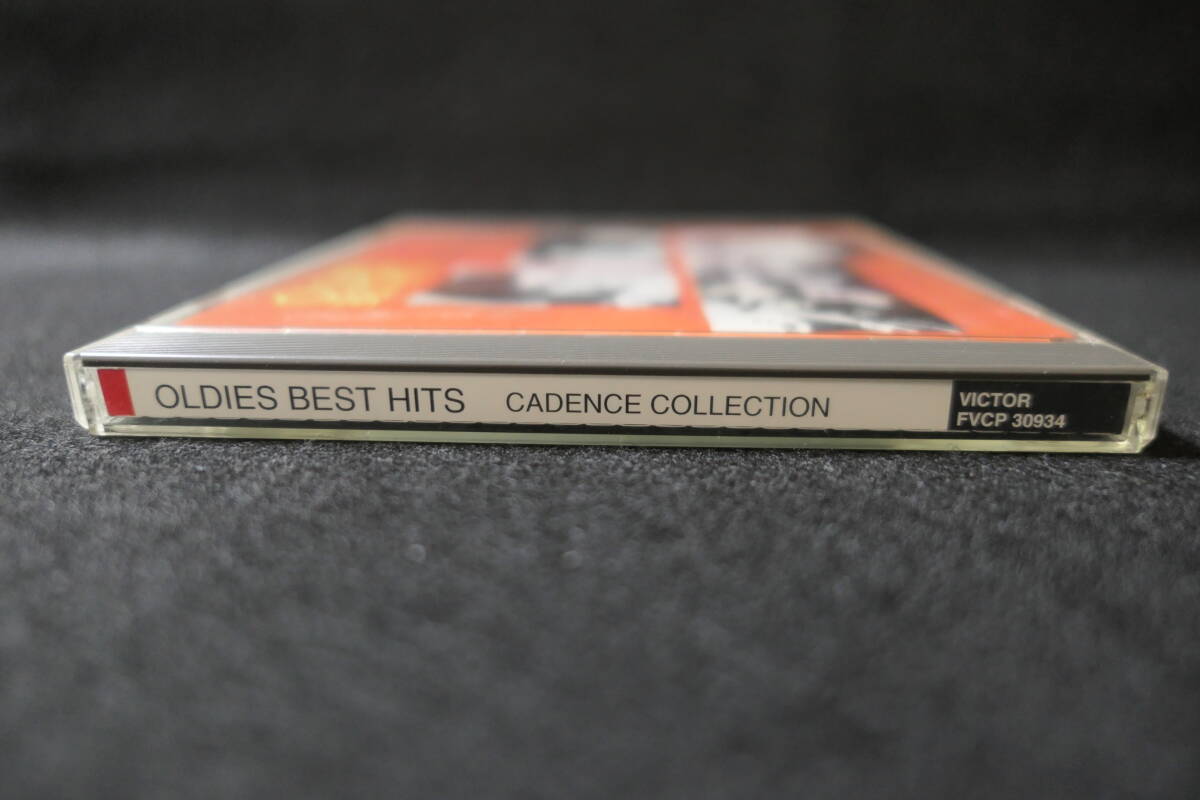 OLDIES BEST HITS CADENCE COLLECTION
VICTOR
FVCP 30934